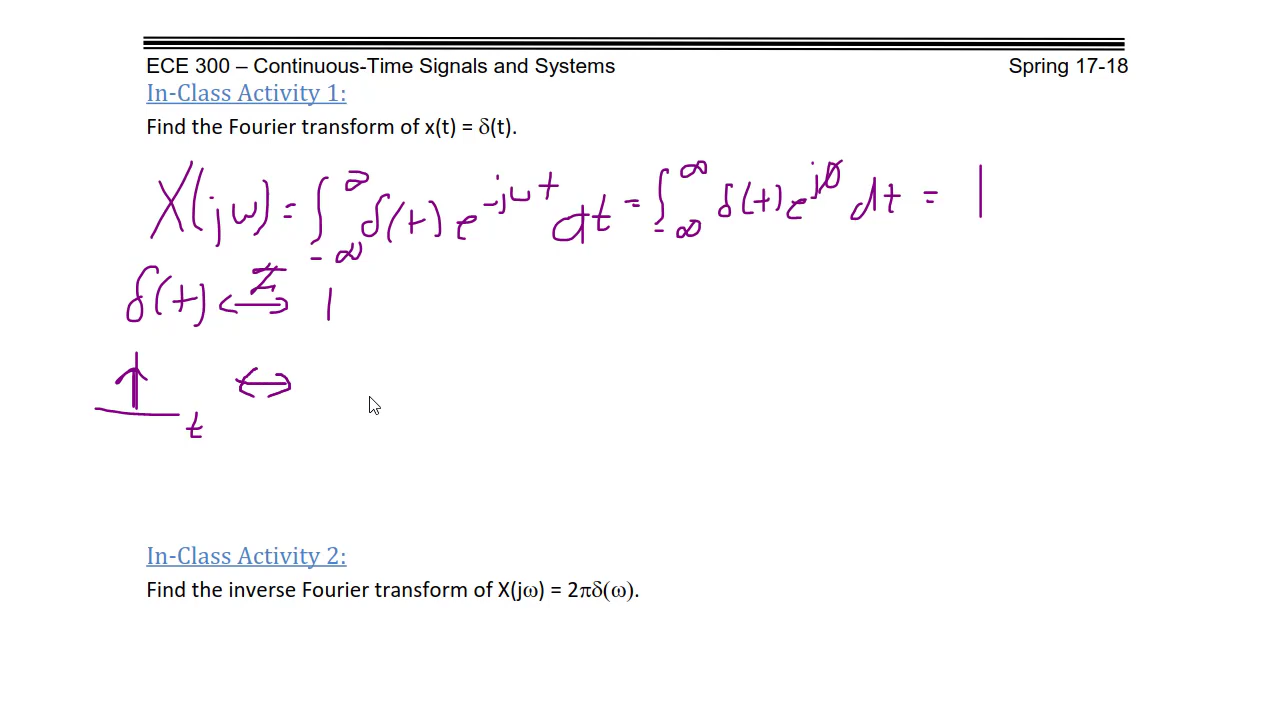 ECE 300 – Continuous-Time Signals and Systems Spring 17-18
In-Class Activity 1:
Find the Fourier transform of x(t) = δ(t).
X(jω) = ∫_{-∞}^{∞} δ(t) e^{-jωt} dt = ∫_{-∞}^{∞} δ(t) e^{j0} dt = 1
δ(t) ⟷^{ℱ} 1
↑ ⟷
t
In-Class Activity 2:
Find the inverse Fourier transform of X(jω) = 2πδ(ω).